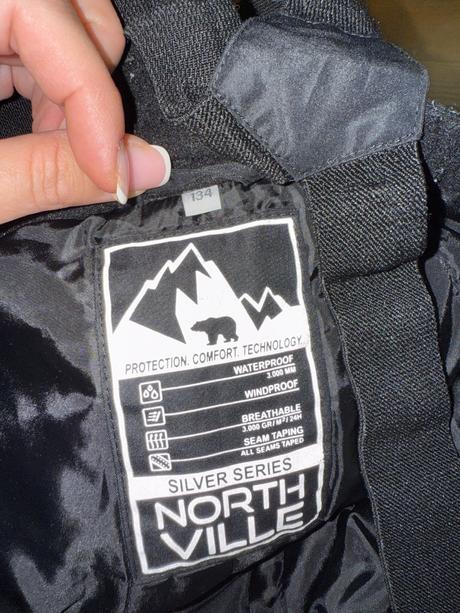 134
PROTECTION. COMFORT. TECHNOLOGY.
WATERPROOF
3.000 MM
WINDPROOF
BREATHABLE
3.000 GR/M²/24H
SEAM TAPING
ALL SEAMS TAPED
SILVER SERIES
NORTH
VILLE